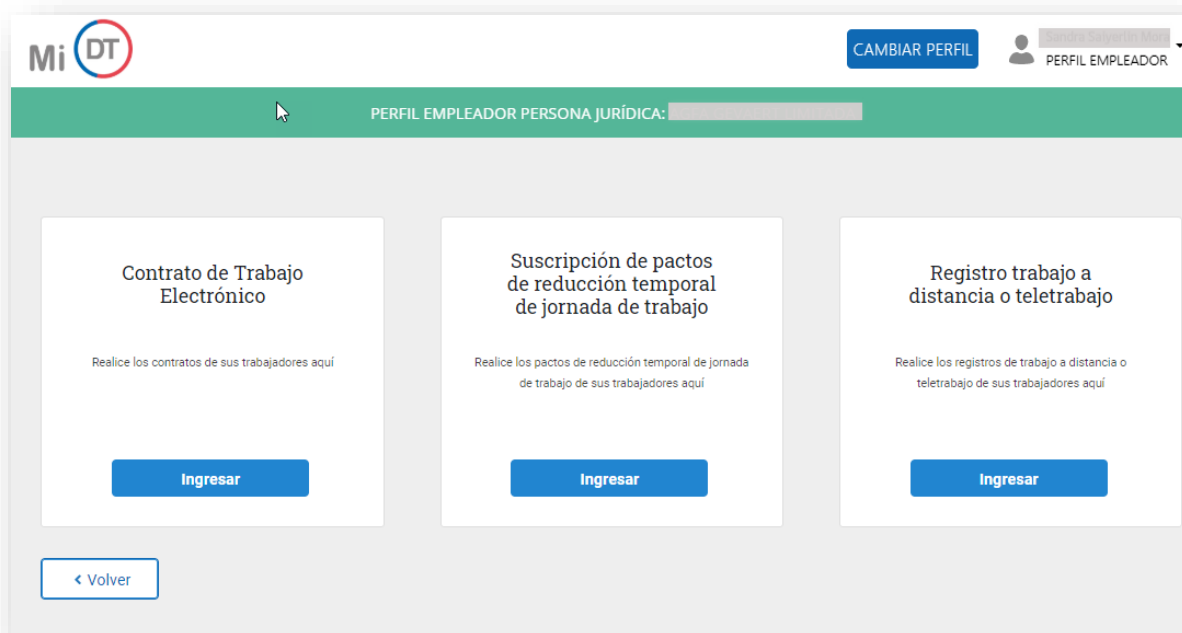 Mi DT
CAMBIAR PERFIL
PERFIL EMPLEADOR
PERFIL EMPLEADOR PERSONA JURÍDICA:
Contrato de Trabajo
Electrónico
Realice los contratos de sus trabajadores aquí
Ingresar
Suscripción de pactos
de reducción temporal
de jornada de trabajo
Realice los pactos de reducción temporal de jornada
de trabajo de sus trabajadores aquí
Ingresar
Registro trabajo a
distancia o teletrabajo
Realice los registros de trabajo a distancia o
teletrabajo de sus trabajadores aquí
Ingresar
Volver